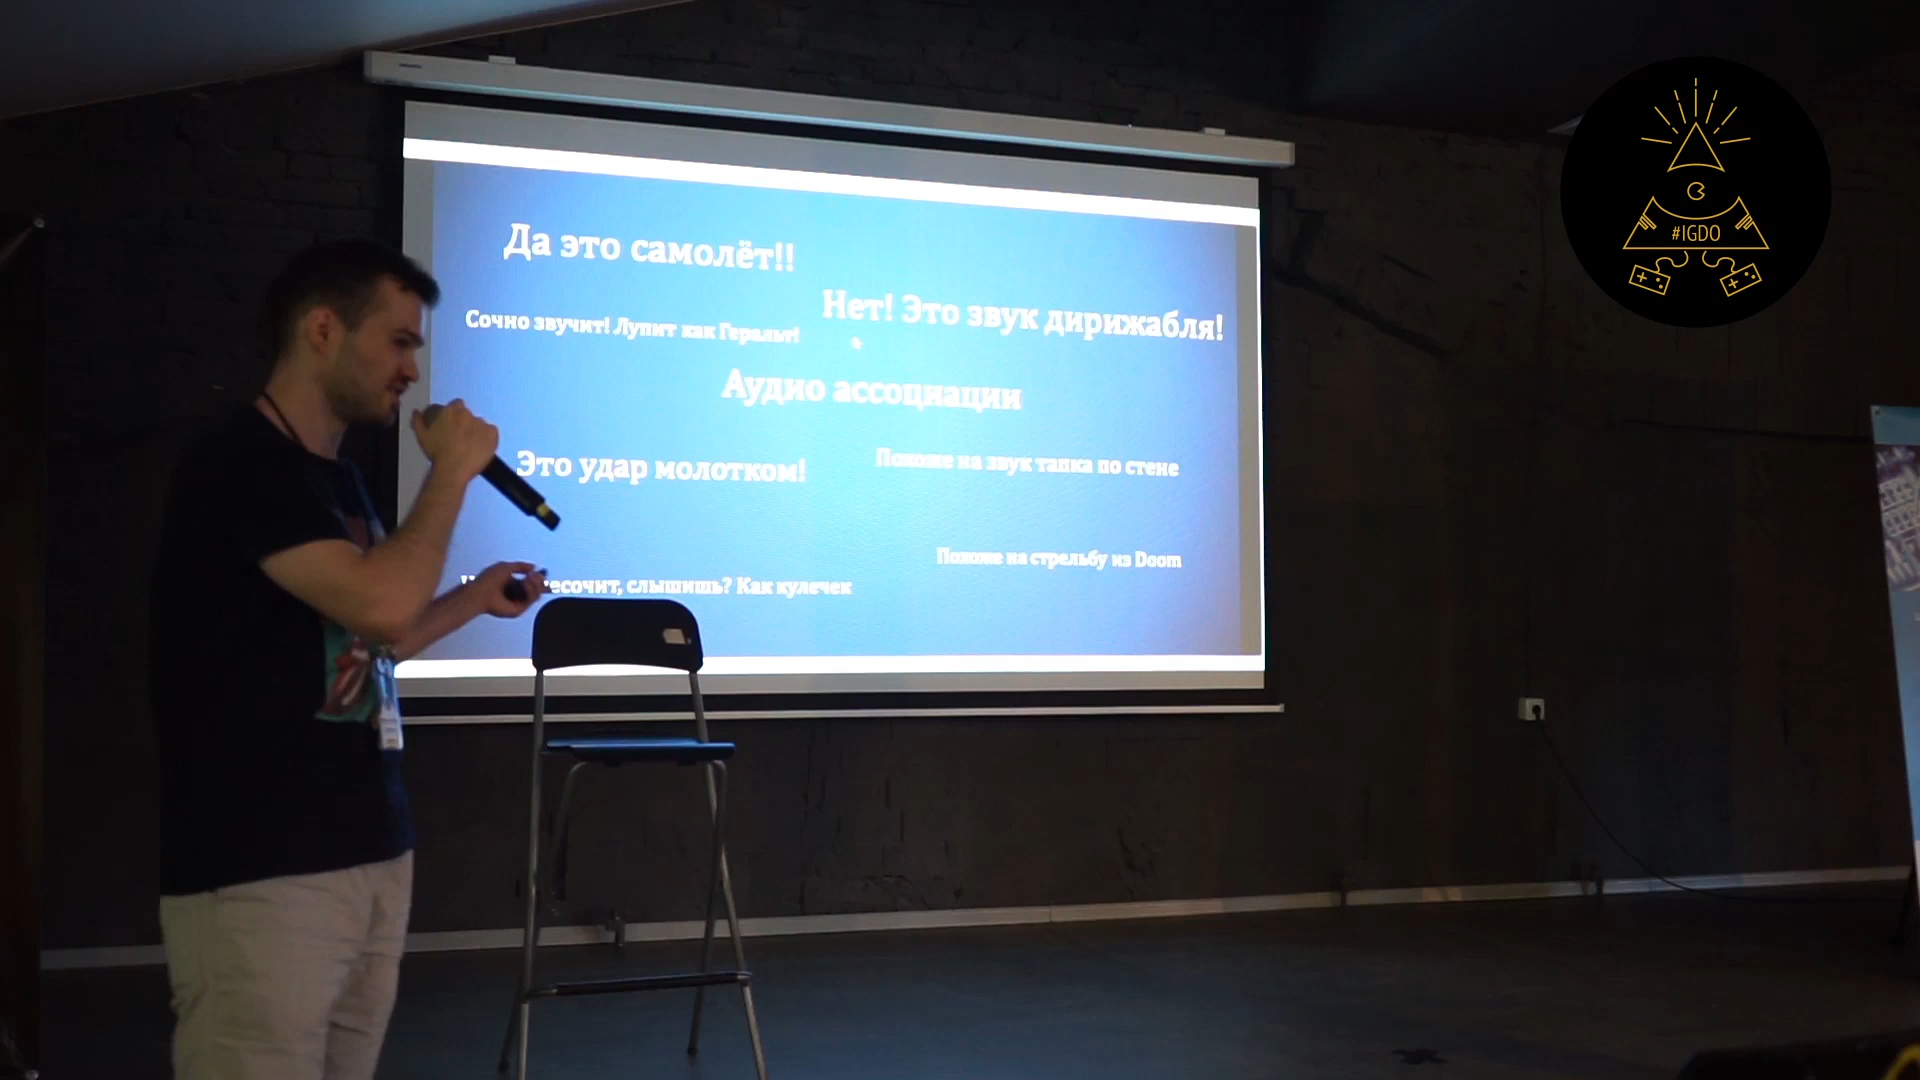 Да это самолёт!!
Нет! Это звук дирижабля!
Сочно звучит! Лупит как Геральт!
Аудио ассоциации
Это удар молотком!
Похоже на звук тапка по стене
Похоже на стрельбу из Doom
слышишь? Как кулечек
#IGDO